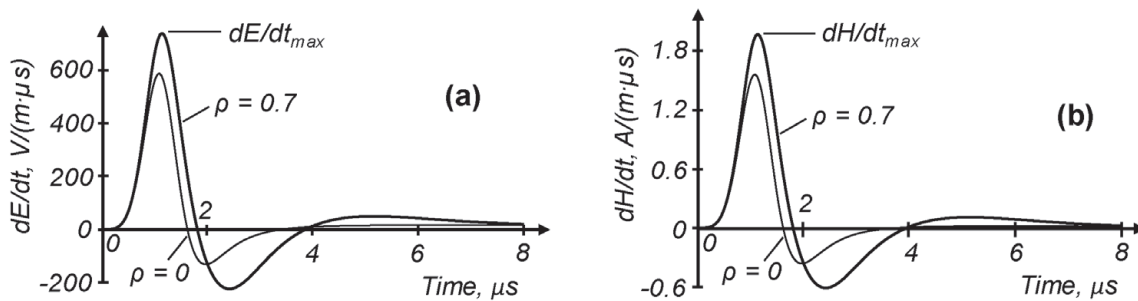 dE/dt, V/(m·µs)
600
400
200
0
-200
dE/dtmax
ρ = 0.7
ρ = 0
(a)
0
2
4
6
8
Time, µs
dH/dt, A/(m·µs)
1.8
1.2
0.6
0
-0.6
dH/dtmax
ρ = 0.7
ρ = 0
(b)
0
2
4
6
8
Time, µs